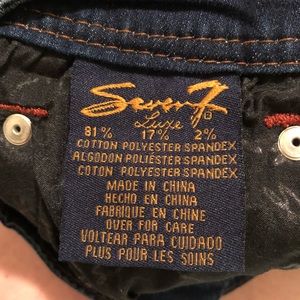 Seven7
Luxe
81% 17% 2%
COTTON POLYESTER SPANDEX
ALGODON POLIÉSTER SPANDEX
COTON POLYESTER SPANDEX
MADE IN CHINA
HECHO EN CHINA
FABRIQUE EN CHINE
OVER FOR CARE
VOLTEAR PARA CUIDADO
PLUS POUR LES SOINS